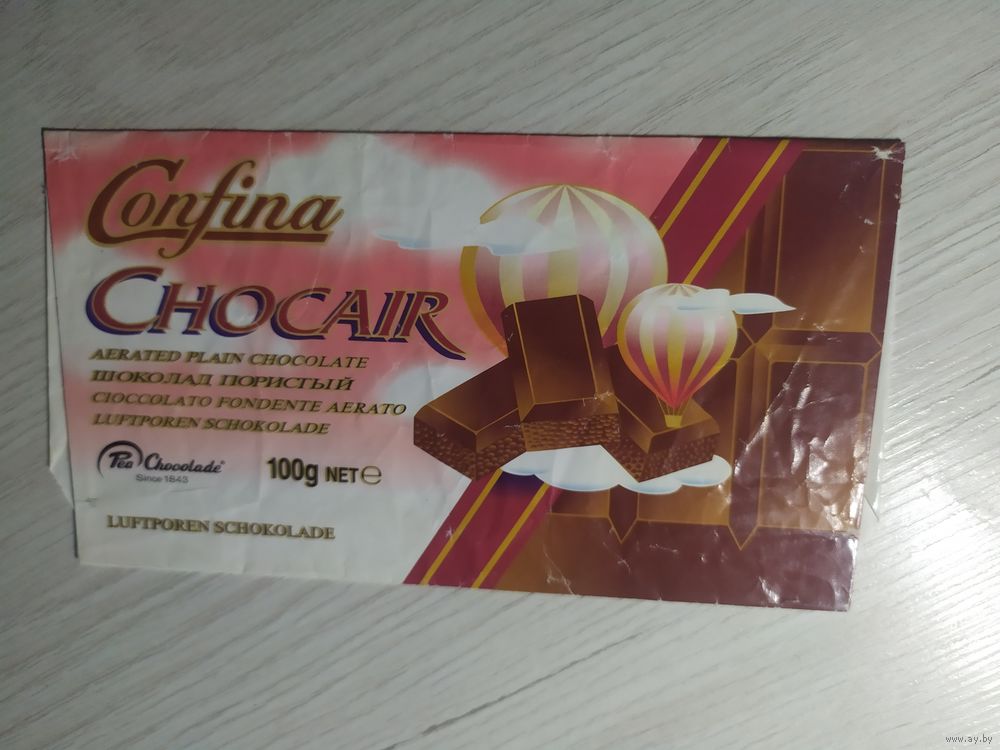 Confina
CHOCAIR
AERATED PLAIN CHOCOLATE
ШОКОЛАД ПОРИСТЫЙ
CIOCCOLATO FONDENTE AERATO
LUFTPOREN SCHOKOLADE
Pea Chocolade
Since 1843
100g NET℮
LUFTPOREN SCHOKOLADE
www.ay.by